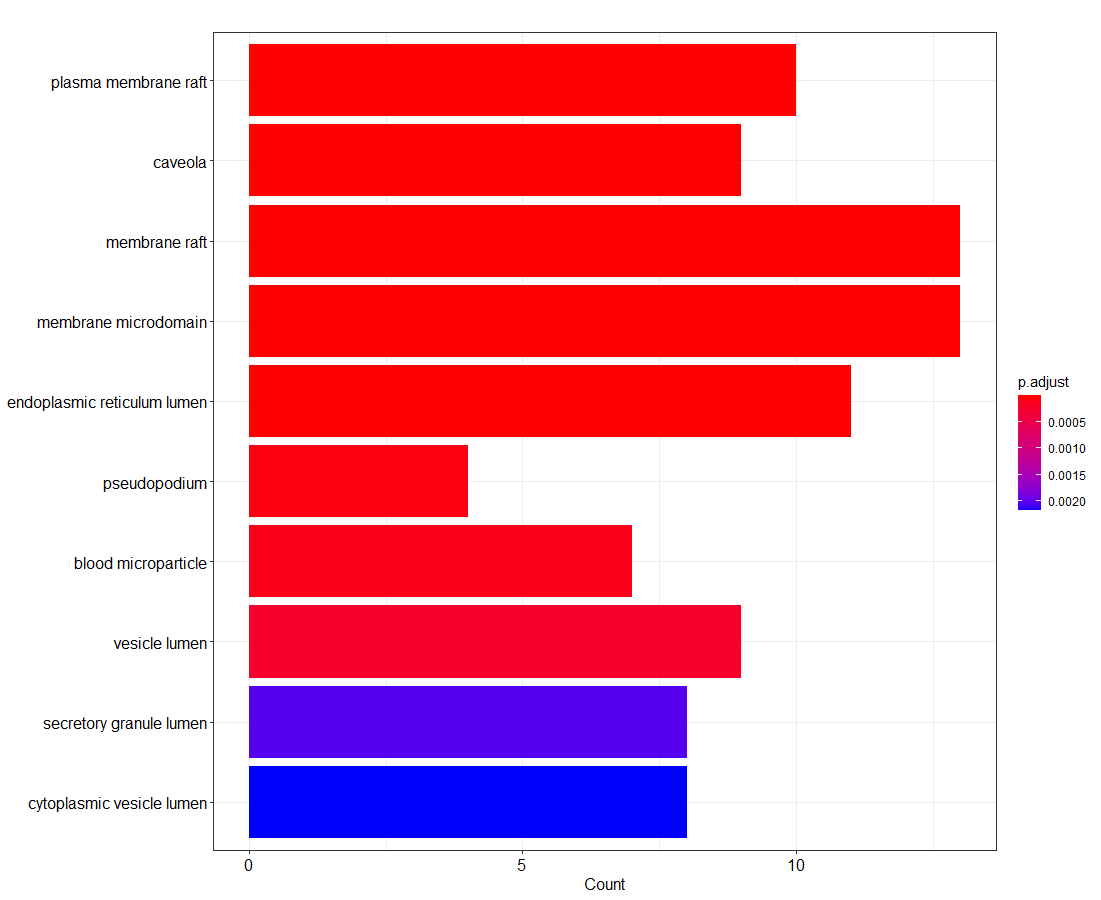 plasma membrane raft
caveola
membrane raft
membrane microdomain
endoplasmic reticulum lumen
pseudopodium
blood microparticle
vesicle lumen
secretory granule lumen
cytoplasmic vesicle lumen
0 5 10
Count
p.adjust
0.0005
0.0010
0.0015
0.0020